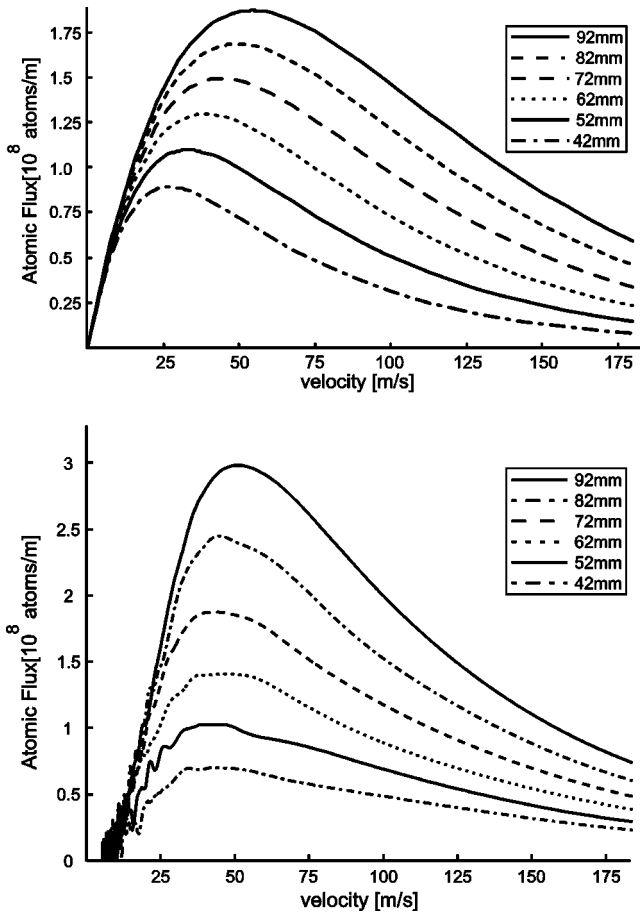 Atomic Flux[10^8 atoms/m]
1.75
1.5
1.25
1.0
0.75
0.5
0.25
25 50 75 100 125 150 175
velocity [m/s]
92mm
82mm
72mm
62mm
52mm
42mm
Atomic Flux[10^8 atoms/m]
3
2.5
2
1.5
1
0.5
0
25 50 75 100 125 150 175
velocity [m/s]
92mm
82mm
72mm
62mm
52mm
42mm